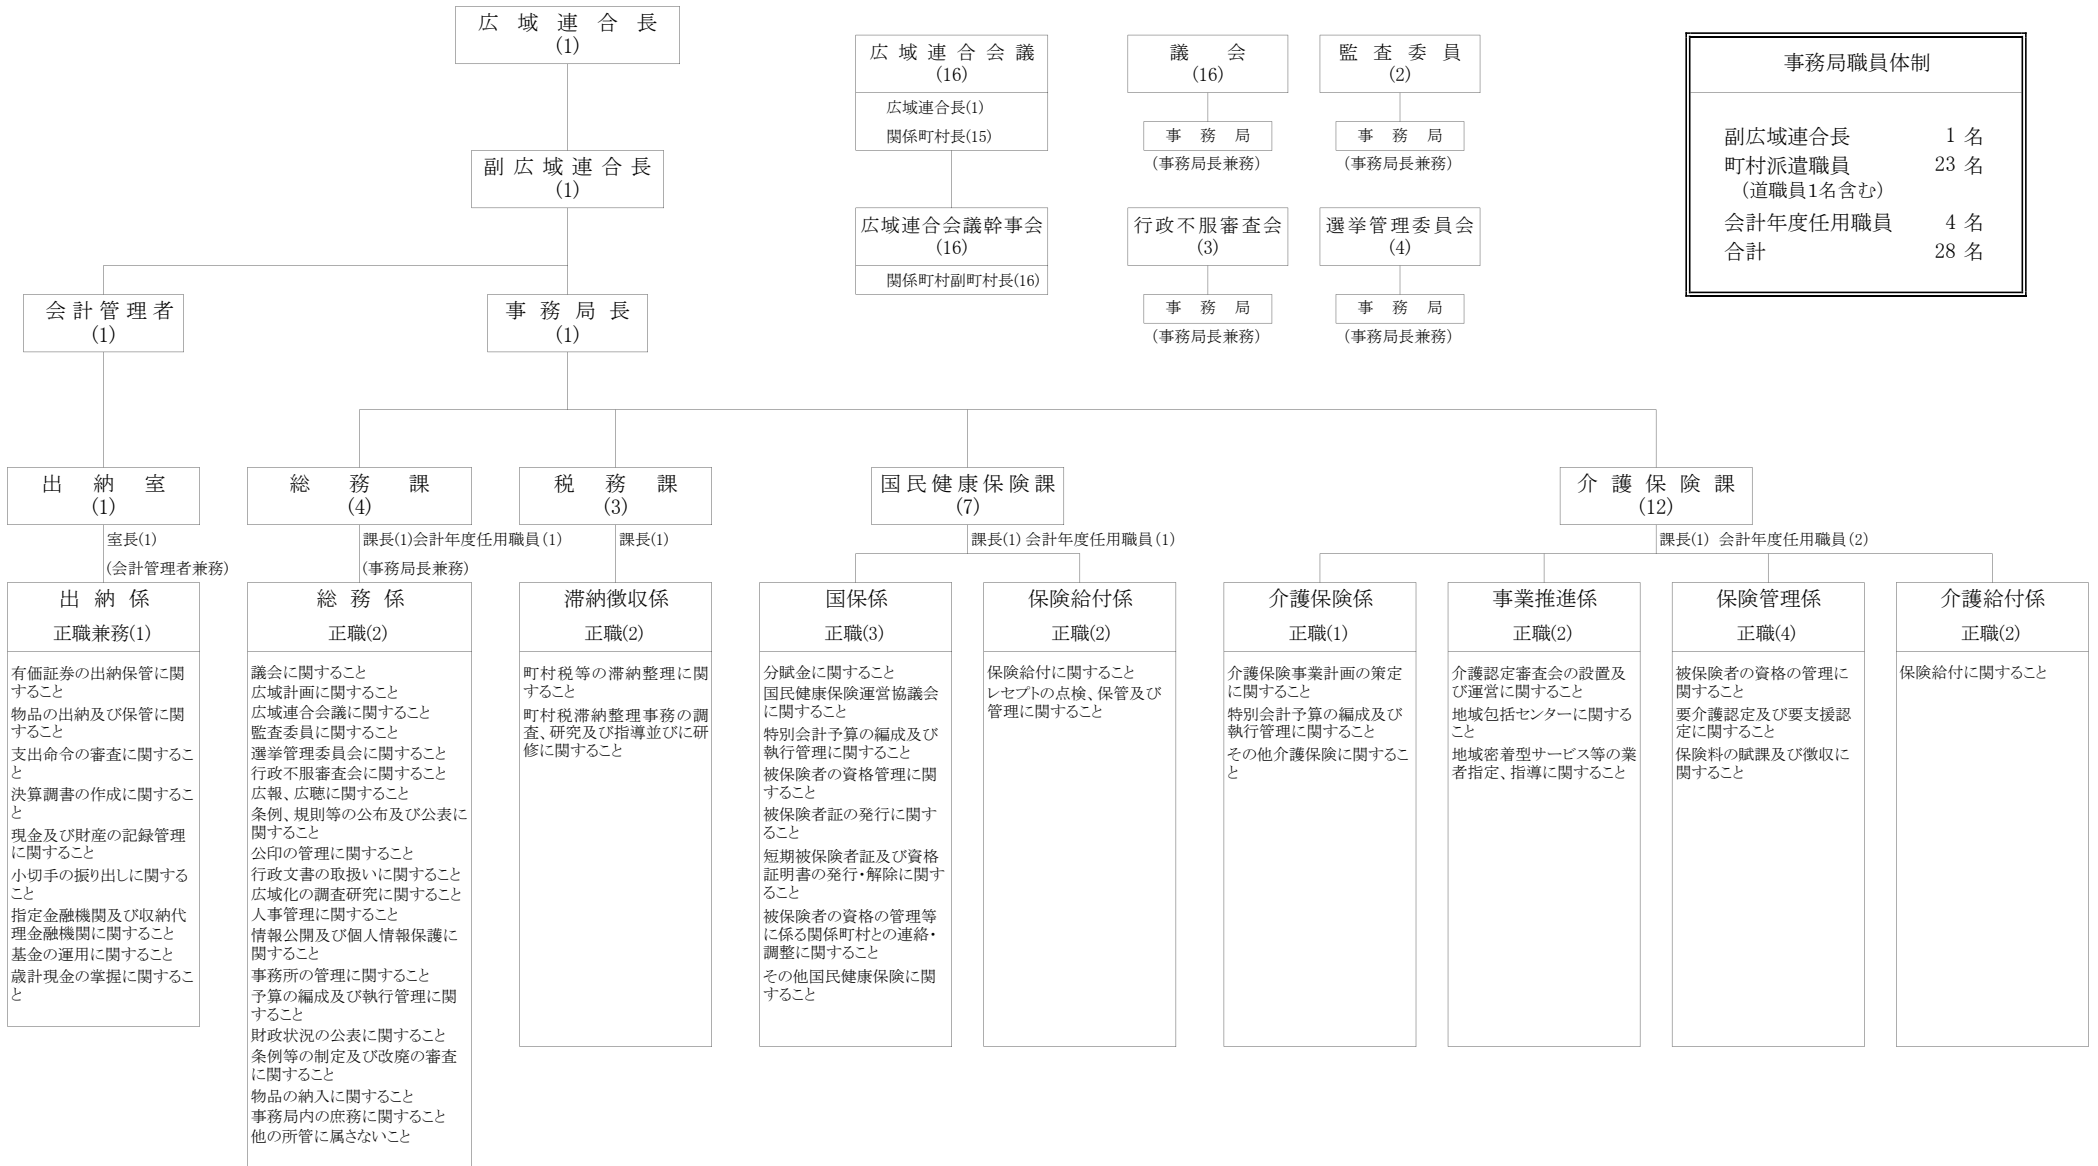 広域連合長
(1)
副広域連合長
(1)
会計管理者
(1)
事務局長
(1)
広域連合会議
(16)
広域連合長(1)
関係町村長(15)
広域連合会議幹事会
(16)
関係町村副町村長(16)
議会
(16)
事務局
(事務局長兼務)
監査委員
(2)
事務局
(事務局長兼務)
行政不服審査会
(3)
事務局
(事務局長兼務)
選挙管理委員会
(4)
事務局
(事務局長兼務)
事務局職員体制
副広域連合長 1 名
町村派遣職員 23 名
(道職員1名含む)
会計年度任用職員 4 名
合計 28 名
出納室
(1)
室長(1)
(会計管理者兼務)
出納係
正職兼務(1)
有価証券の出納保管に関
すること
物品の出納及び保管に関
すること
支出命令の審査に関するこ
と
決算調書の作成に関するこ
と
現金及び財産の記録管理
に関すること
小切手の振り出しに関する
こと
指定金融機関及び収納代
理金融機関に関すること
基金の運用に関すること
歳計現金の掌握に関するこ
と
総務課
(4)
課長(1)会計年度任用職員(1)
(事務局長兼務)
総務係
正職(2)
議会に関すること
広域計画に関すること
広域連合会議に関すること
監査委員に関すること
選挙管理委員会に関すること
行政不服審査会に関すること
広報、広聴に関すること
条例、規則等の公布及び公表に
関すること
公印の管理に関すること
行政文書の取扱いに関すること
広域化の調査研究に関すること
人事管理に関すること
情報公開及び個人情報保護に
関すること
事務所の管理に関すること
予算の編成及び執行管理に関
すること
財政状況の公表に関すること
条例等の制定及び改廃の審査
に関すること
物品の納入に関すること
事務局内の庶務に関すること
他の所管に属さないこと
税務課
(3)
課長(1)
滞納徴収係
正職(2)
町村税等の滞納整理に関
すること
町村税滞納整理事務の調
査、研究及び指導並びに研
修に関すること
国民健康保険課
(7)
課長(1) 会計年度任用職員(1)
国保係
正職(3)
分賦金に関すること
国民健康保険運営協議会
に関すること
特別会計予算の編成及び
執行管理に関すること
被保険者の資格管理に関
すること
被保険者証の発行に関す
ること
短期被保険者証及び資格
証明書の発行・解除に関す
ること
被保険者の資格の管理等
に係る関係町村との連絡・
調整に関すること
その他国民健康保険に関
すること
保険給付係
正職(2)
保険給付に関すること
レセプトの点検、保管及び
管理に関すること
介護保険課
(12)
課長(1) 会計年度任用職員(2)
介護保険係
正職(1)
介護保険事業計画の策定
に関すること
特別会計予算の編成及び
執行管理に関すること
その他介護保険に関するこ
と
事業推進係
正職(2)
介護認定審査会の設置及
び運営に関すること
地域包括センターに関する
こと
地域密着型サービス等の業
者指定、指導に関すること
保険管理係
正職(4)
被保険者の資格の管理に
関すること
要介護認定及び要支援認
定に関すること
保険料の賦課及び徴収に
関すること
介護給付係
正職(2)
保険給付に関すること